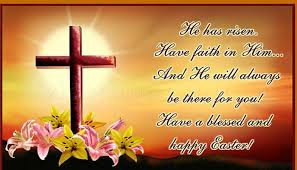 He has risen.
Have faith in Him...
And He will always
be there for you!
Have a blessed and
happy Easter!